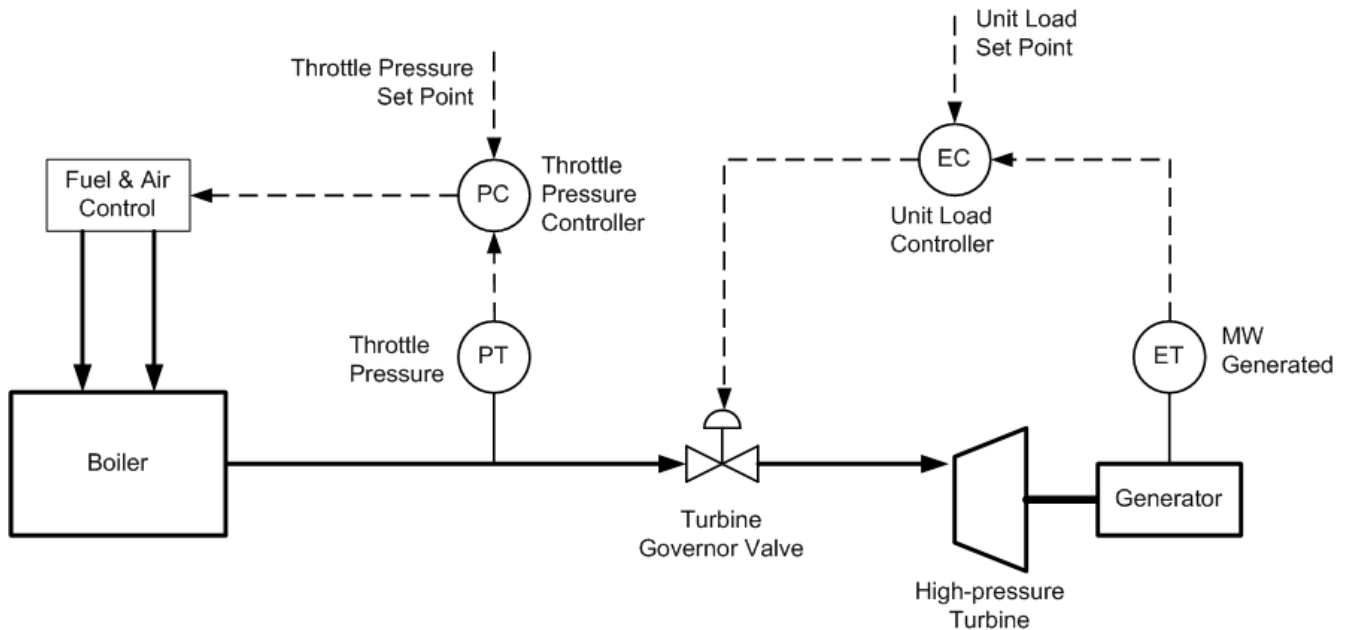 Unit Load
Set Point
Throttle Pressure
Set Point
Fuel & Air
Control
PC
Throttle
Pressure
Controller
EC
Unit Load
Controller
Throttle
Pressure
PT
ET
MW
Generated
Boiler
Turbine
Governor Valve
Generator
High-pressure
Turbine